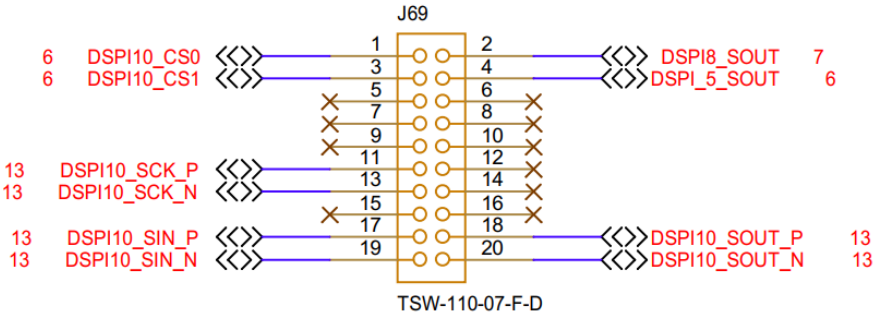 J69
6 DSPI10_CS0 1 2 DSPI8_SOUT 7
6 DSPI10_CS1 3 4 DSPI_5_SOUT 6
5 6
7 8
9 10
13 DSPI10_SCK_P 11 12
13 DSPI10_SCK_N 13 14
15 16
13 DSPI10_SIN_P 17 18 DSPI10_SOUT_P 13
13 DSPI10_SIN_N 19 20 DSPI10_SOUT_N 13
TSW-110-07-F-D